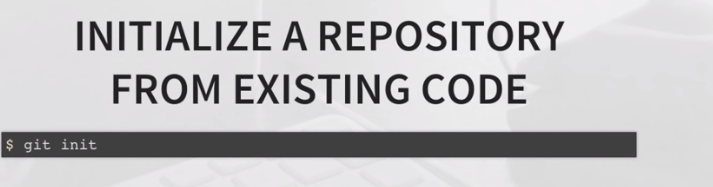 INITIALIZE A REPOSITORY
FROM EXISTING CODE
$ git init